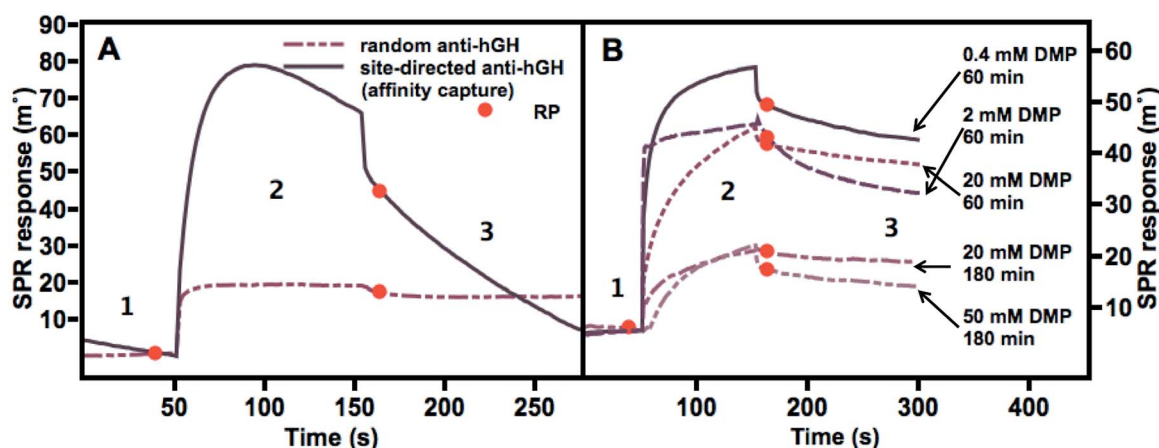 A
random anti-hGH
site-directed anti-hGH
(affinity capture)
RP
SPR response (m˚)
90
80
70
60
50
40
30
20
10
1
2
3
50
100
150
200
250
Time (s)
B
0.4 mM DMP
60 min
2 mM DMP
60 min
20 mM DMP
60 min
20 mM DMP
180 min
50 mM DMP
180 min
1
2
3
100
200
300
400
Time (s)
60
50
40
30
20
10
SPR response (m˚)